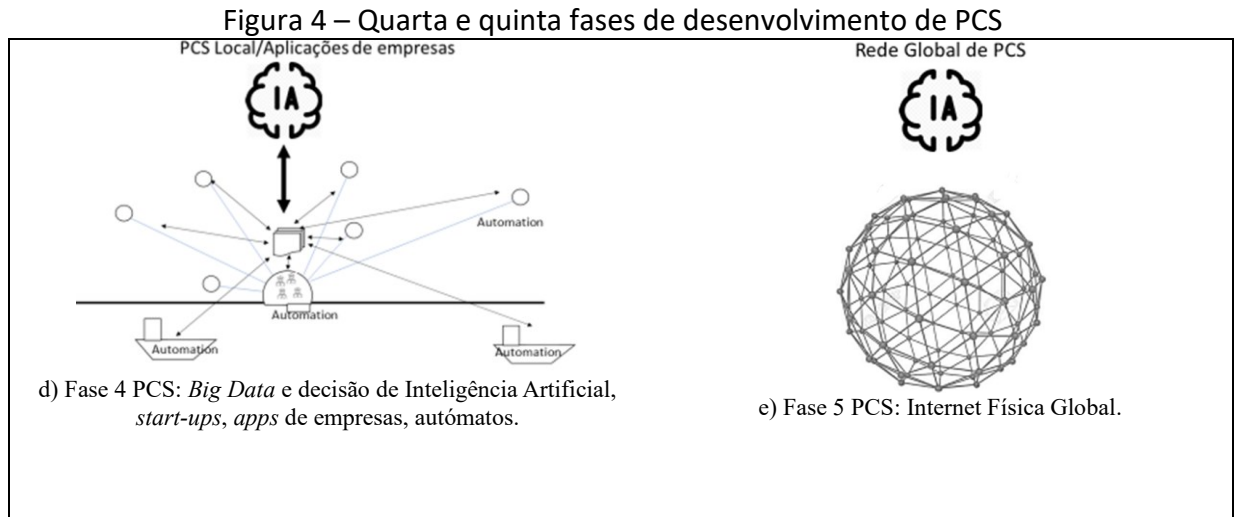 Figura 4 – Quarta e quinta fases de desenvolvimento de PCS
PCS Local/Aplicações de empresas
IA
Automation
Automation
Automation
Automation
d) Fase 4 PCS: Big Data e decisão de Inteligência Artificial,
start-ups, apps de empresas, autómatos.
Rede Global de PCS
IA
e) Fase 5 PCS: Internet Física Global.